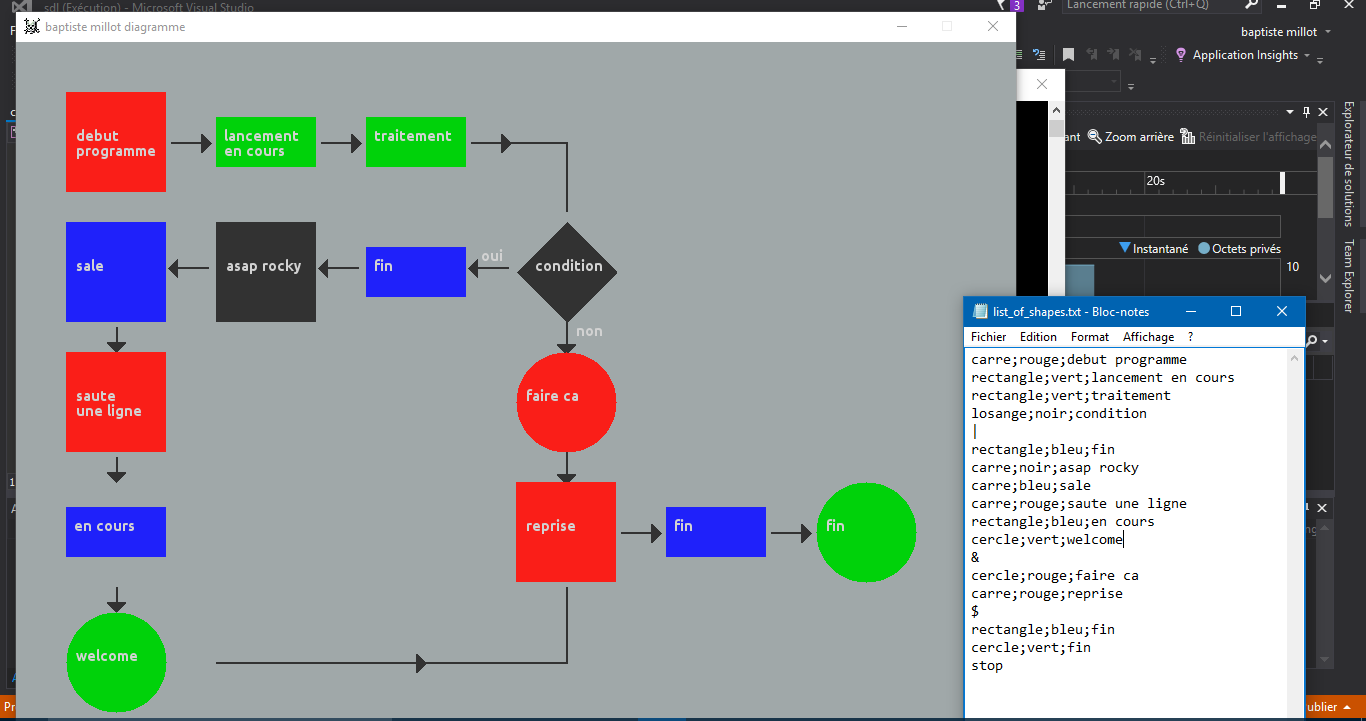 sdl (Exécution) - Microsoft Visual Studio
3
Lancement rapide (Ctrl+Q)
baptiste millot diagramme
baptiste millot
Application Insights
debut
programme
lancement
en cours
traitement
Zoom arrière
Réinitialiser l'affichage
Explorateur de solutions
Team Explorer
20s
Instantané
Octets privés
10
sale
asap rocky
fin
oui
condition
non
saute
une ligne
faire ca
en cours
reprise
fin
fin
welcome
list_of_shapes.txt - Bloc-notes
Fichier Edition Format Affichage ?
carre;rouge;debut programme
rectangle;vert;lancement en cours
rectangle;vert;traitement
losange;noir;condition
|
rectangle;bleu;fin
carre;noir;asap rocky
carre;bleu;sale
carre;rouge;saute une ligne
rectangle;bleu;en cours
cercle;vert;welcome
&
cercle;rouge;faire ca
carre;rouge;reprise
$
rectangle;bleu;fin
cercle;vert;fin
stop